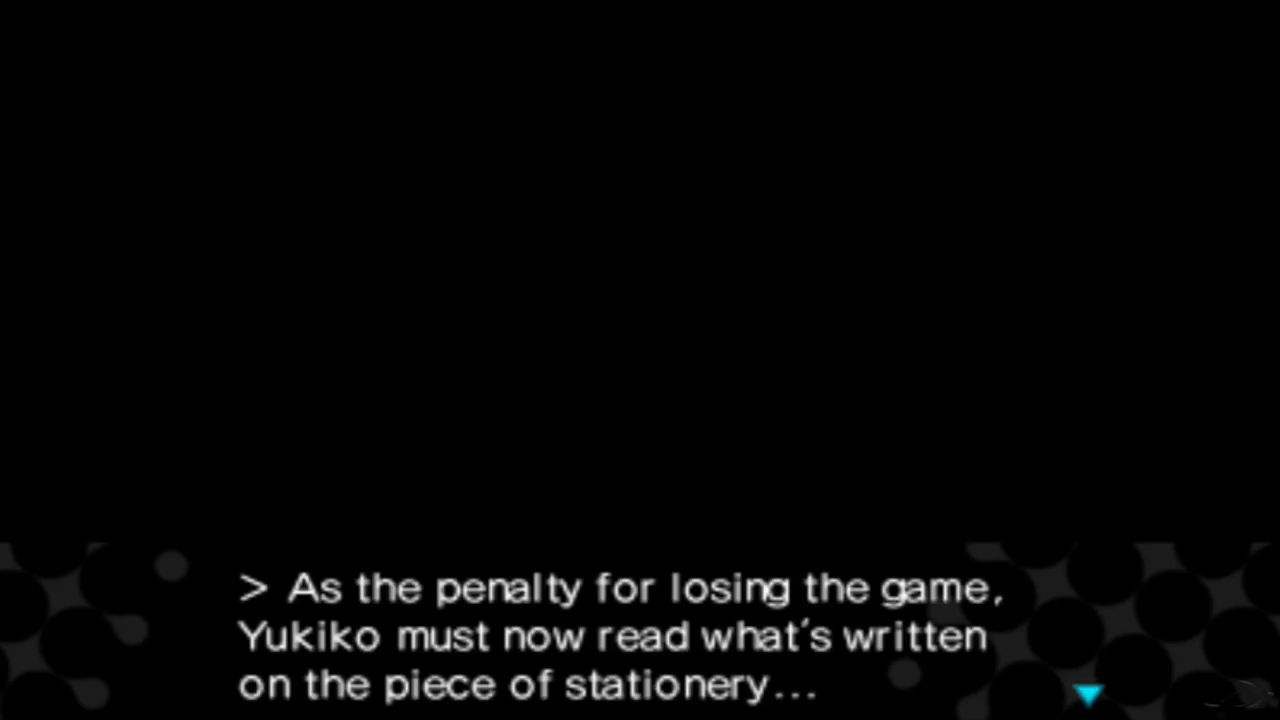 > As the penalty for losing the game,
Yukiko must now read what's written
on the piece of stationery...